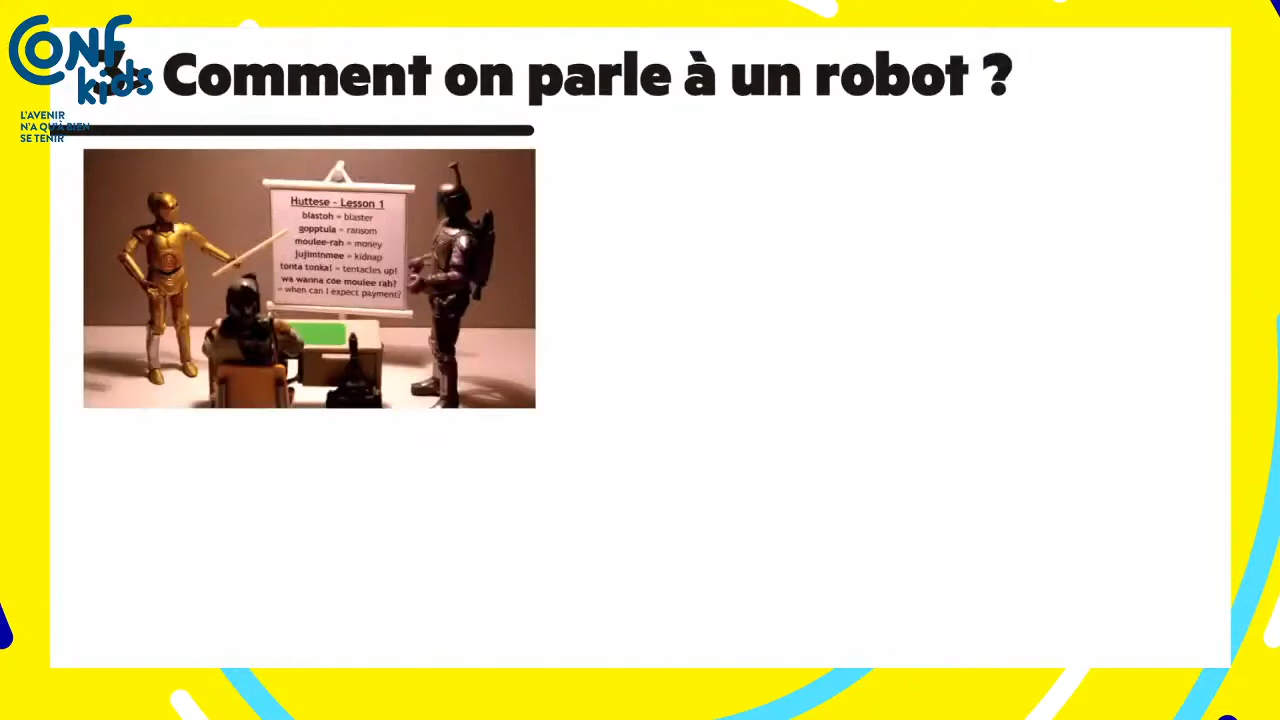 CONF
kids
L'AVENIR
N'A QU'À BIEN
SE TENIR
3. Comment on parle à un robot ?
Huttese - Lesson 1
blastoh = blaster
gopptula = ransom
moulee-rah = money
jujiminmee = kidnap
tonta tonka! = tentacles up!
wa wanna coe moulee rah?
= when can I expect payment?